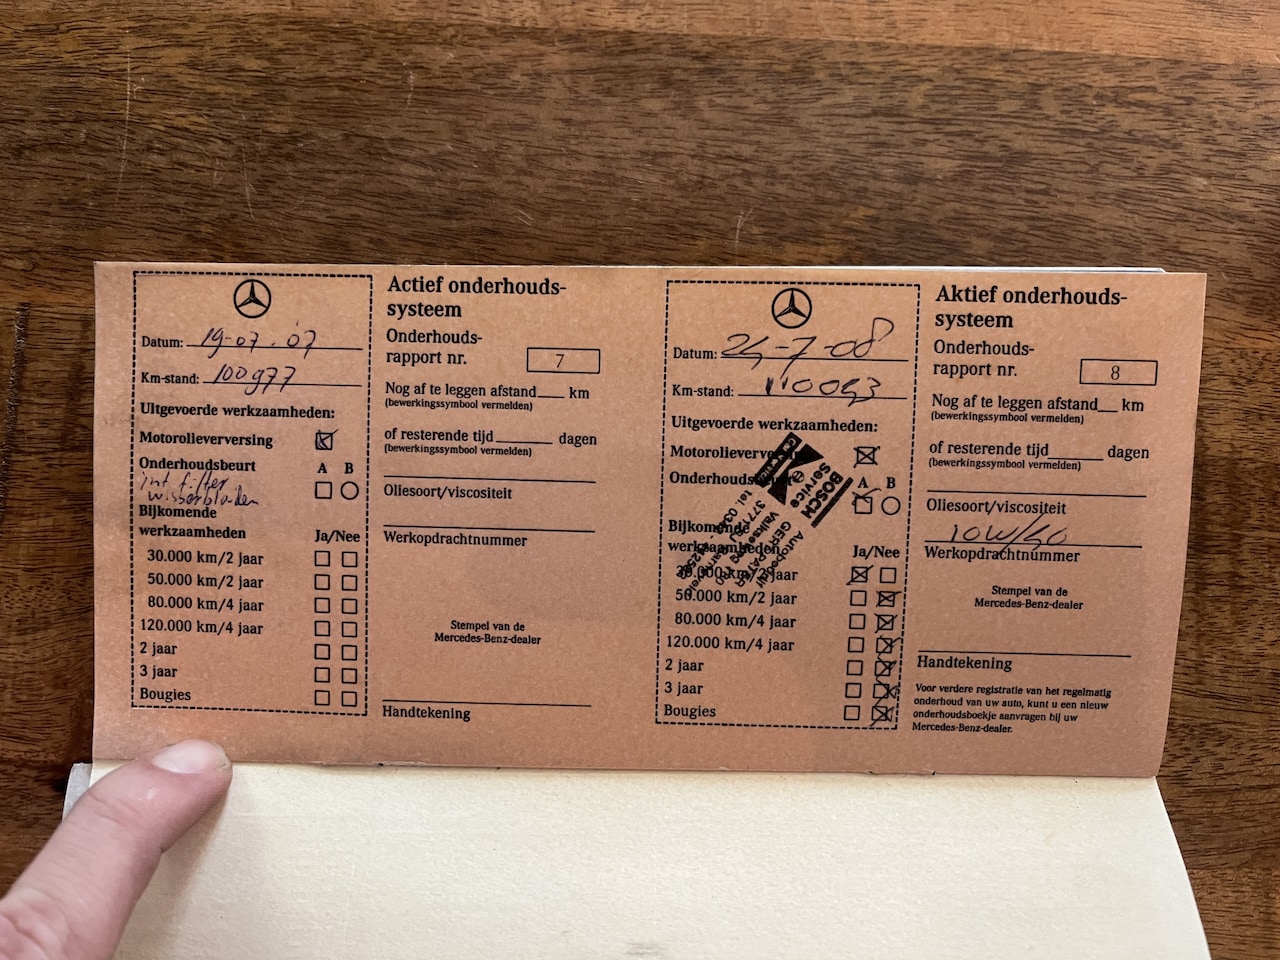 Datum: 19-07-07
Km-stand: 100977
Uitgevoerde werkzaamheden:
Motorolieverversing
Onderhoudsbeurt A B
int filter
wisserbladen
Bijkomende
werkzaamheden Ja/Nee
30.000 km/2 jaar
50.000 km/2 jaar
80.000 km/4 jaar
120.000 km/4 jaar
2 jaar
3 jaar
Bougies
Actief onderhouds-
systeem
Onderhouds-
rapport nr. 7
Nog af te leggen afstand km
(bewerkingssymbool vermelden)
of resterende tijd dagen
(bewerkingssymbool vermelden)
Oliesoort/viscositeit
Werkopdrachtnummer
Stempel van de
Mercedes-Benz-dealer
Handtekening
Datum: 24-7-08
Km-stand:
Uitgevoerde werkzaamheden:
Motorolieverversing
Onderhoudsbeurt A B
Bijkomende
werkzaamheden Ja/Nee
30.000 km/2 jaar
50.000 km/2 jaar
80.000 km/4 jaar
120.000 km/4 jaar
2 jaar
3 jaar
Bougies
BOSCH
Service
Autobedrijf
Aktief onderhouds-
systeem
Onderhouds-
rapport nr. 8
Nog af te leggen afstand km
(bewerkingssymbool vermelden)
of resterende tijd dagen
(bewerkingssymbool vermelden)
Oliesoort/viscositeit
10W/40
Werkopdrachtnummer
Stempel van de
Mercedes-Benz-dealer
Handtekening
Voor verdere registratie van het regelmatig
onderhoud van uw auto, kunt u een nieuw
onderhoudsboekje aanvragen bij uw
Mercedes-Benz-dealer.